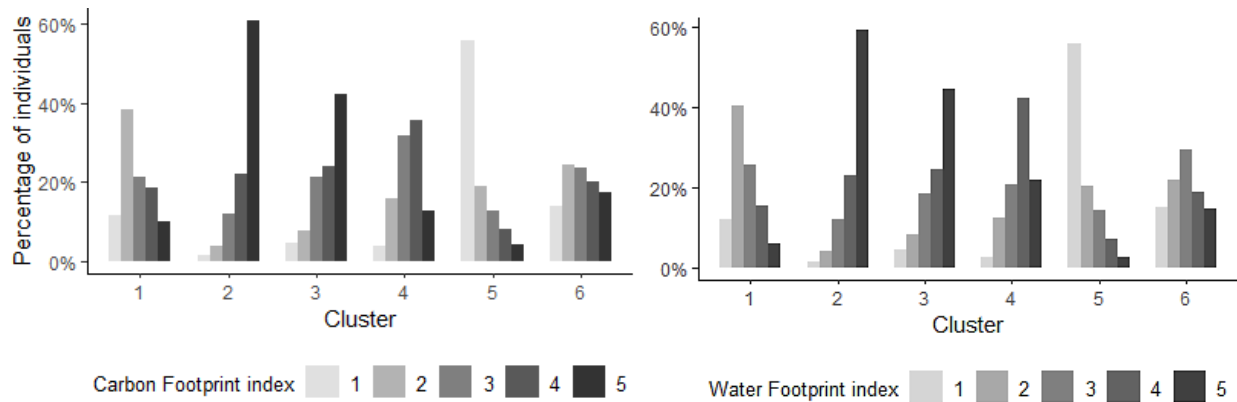 Percentage of individuals
60%
40%
20%
0%
1 2 3 4 5 6
Cluster
Carbon Footprint index 1 2 3 4 5
60%
40%
20%
0%
1 2 3 4 5 6
Cluster
Water Footprint index 1 2 3 4 5